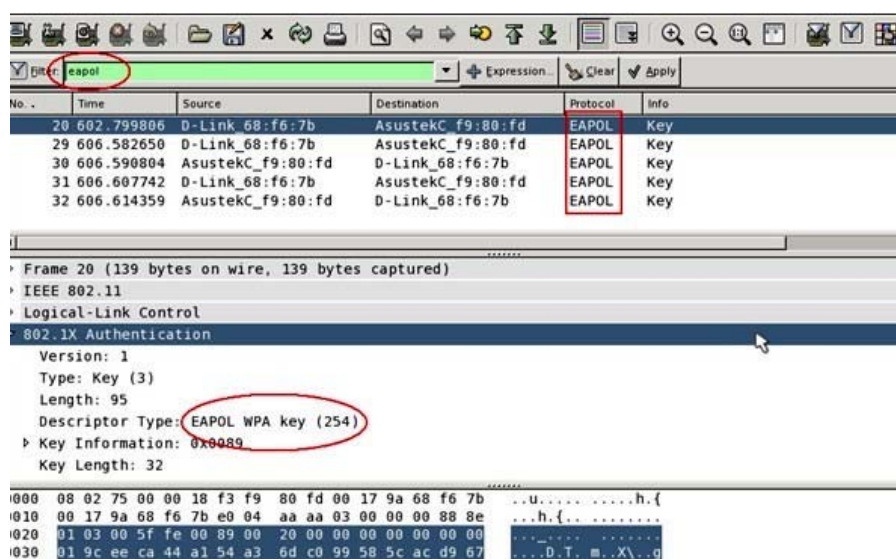 Filter: eapol Expression... Clear Apply
No. . Time Source Destination Protocol Info
20 602.799806 D-Link_68:f6:7b AsustekC_f9:80:fd EAPOL Key
29 606.582650 D-Link_68:f6:7b AsustekC_f9:80:fd EAPOL Key
30 606.590804 AsustekC_f9:80:fd D-Link_68:f6:7b EAPOL Key
31 606.607742 D-Link_68:f6:7b AsustekC_f9:80:fd EAPOL Key
32 606.614359 AsustekC_f9:80:fd D-Link_68:f6:7b EAPOL Key
Frame 20 (139 bytes on wire, 139 bytes captured)
IEEE 802.11
Logical-Link Control
802.1X Authentication
Version: 1
Type: Key (3)
Length: 95
Descriptor Type: EAPOL WPA key (254)
Key Information: 0x0089
Key Length: 32
0000 08 02 75 00 00 18 f3 f9 80 fd 00 17 9a 68 f6 7b ..u..... .....h.{
0010 00 17 9a 68 f6 7b e0 04 aa aa 03 00 00 00 88 8e ...h.{.. ........
0020 01 03 00 5f fe 00 89 00 20 00 00 00 00 00 00 00 ..._.... .......
0030 01 9c ee ca 44 a1 54 a3 6d c0 99 58 5c ac d9 67 ....D.T. m..X\..g